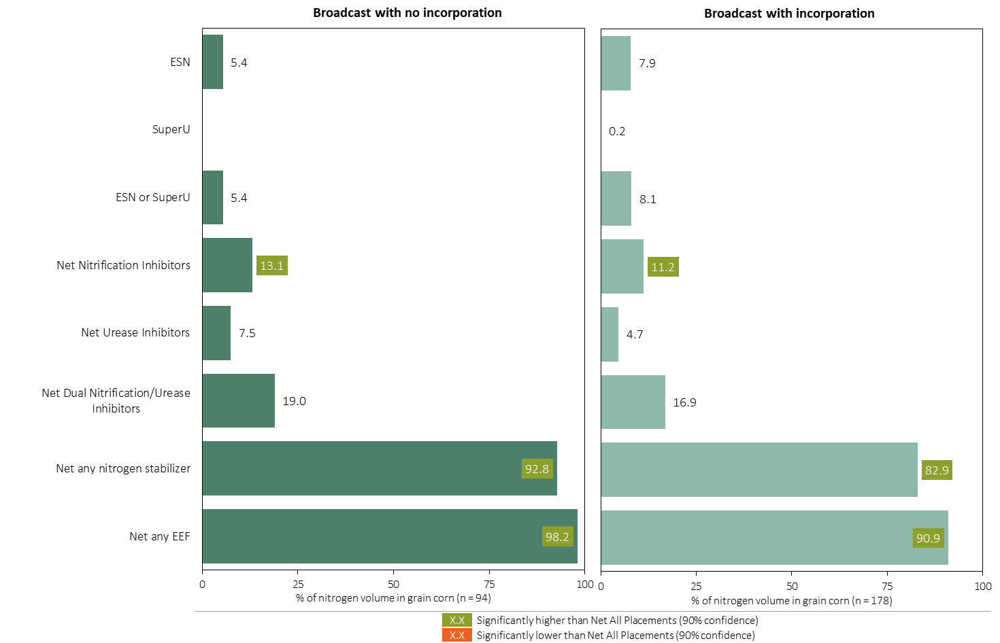 Broadcast with no incorporation
Broadcast with incorporation
ESN
5.4
7.9
SuperU
0.2
ESN or SuperU
5.4
8.1
Net Nitrification Inhibitors
13.1
11.2
Net Urease Inhibitors
7.5
4.7
Net Dual Nitrification/Urease
Inhibitors
19.0
16.9
Net any nitrogen stabilizer
92.8
82.9
Net any EEF
98.2
90.9
0 25 50 75 100
0 25 50 75 100
% of nitrogen volume in grain corn (n = 94)
% of nitrogen volume in grain corn (n = 178)
X.X Significantly higher than Net All Placements (90% confidence)
X.X Significantly lower than Net All Placements (90% confidence)